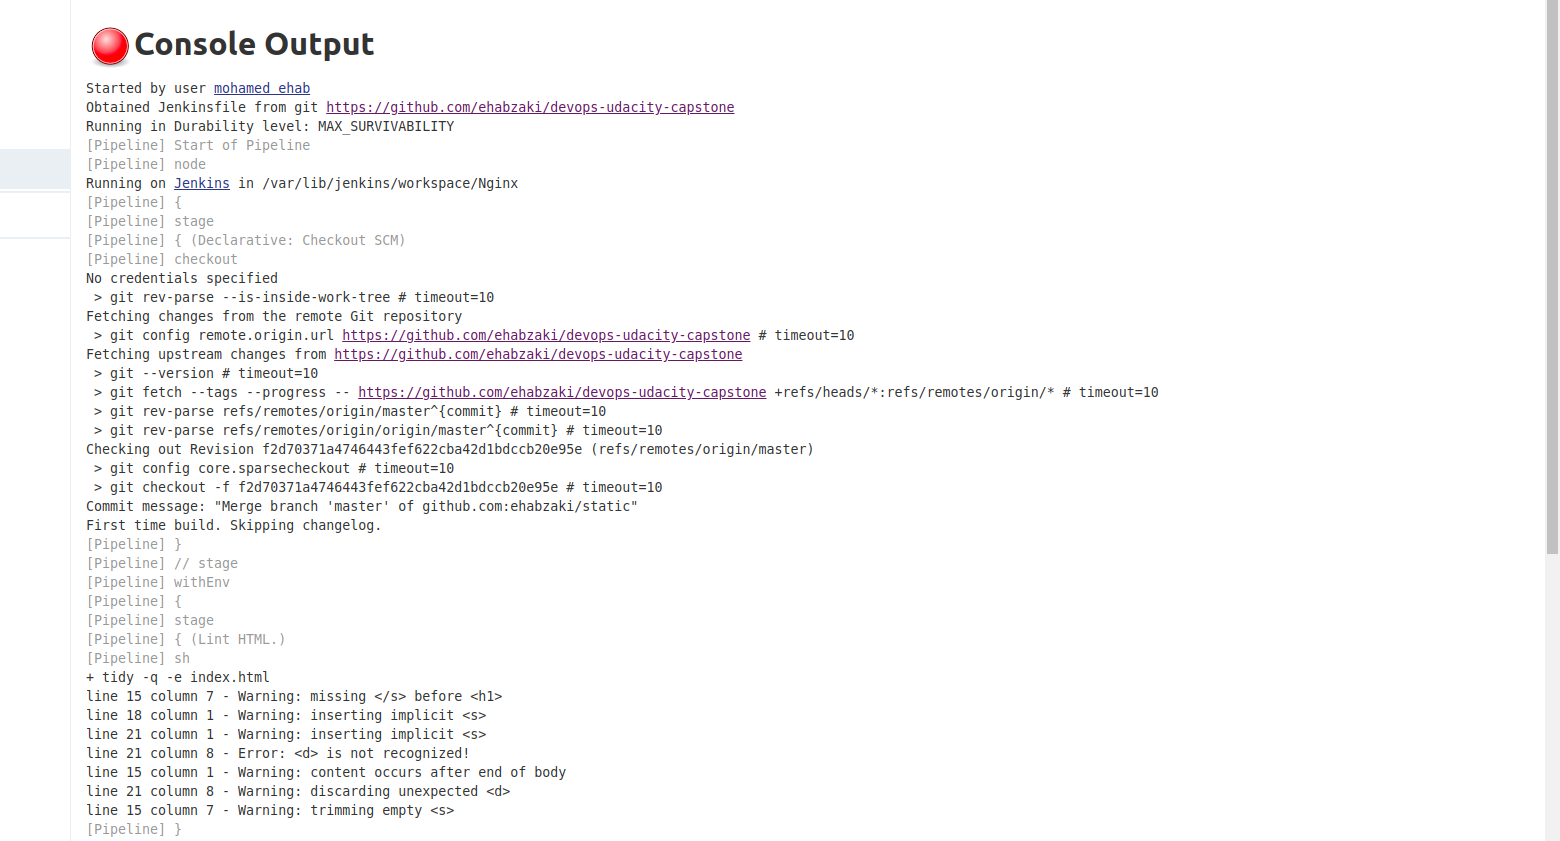 Console Output
Started by user mohamed ehab
Obtained Jenkinsfile from git https://github.com/ehabzaki/devops-udacity-capstone
Running in Durability level: MAX_SURVIVABILITY
[Pipeline] Start of Pipeline
[Pipeline] node
Running on Jenkins in /var/lib/jenkins/workspace/Nginx
[Pipeline] {
[Pipeline] stage
[Pipeline] { (Declarative: Checkout SCM)
[Pipeline] checkout
No credentials specified
 > git rev-parse --is-inside-work-tree # timeout=10
Fetching changes from the remote Git repository
 > git config remote.origin.url https://github.com/ehabzaki/devops-udacity-capstone # timeout=10
Fetching upstream changes from https://github.com/ehabzaki/devops-udacity-capstone
 > git --version # timeout=10
 > git fetch --tags --progress -- https://github.com/ehabzaki/devops-udacity-capstone +refs/heads/*:refs/remotes/origin/* # timeout=10
 > git rev-parse refs/remotes/origin/master^{commit} # timeout=10
 > git rev-parse refs/remotes/origin/origin/master^{commit} # timeout=10
Checking out Revision f2d70371a4746443fef622cba42d1bdccb20e95e (refs/remotes/origin/master)
 > git config core.sparsecheckout # timeout=10
 > git checkout -f f2d70371a4746443fef622cba42d1bdccb20e95e # timeout=10
Commit message: "Merge branch 'master' of github.com:ehabzaki/static"
First time build. Skipping changelog.
[Pipeline] }
[Pipeline] // stage
[Pipeline] withEnv
[Pipeline] {
[Pipeline] stage
[Pipeline] { (Lint HTML.)
[Pipeline] sh
+ tidy -q -e index.html
line 15 column 7 - Warning: missing </s> before <h1>
line 18 column 1 - Warning: inserting implicit <s>
line 21 column 1 - Warning: inserting implicit <s>
line 21 column 8 - Error: <d> is not recognized!
line 15 column 1 - Warning: content occurs after end of body
line 21 column 8 - Warning: discarding unexpected <d>
line 15 column 7 - Warning: trimming empty <s>
[Pipeline] }